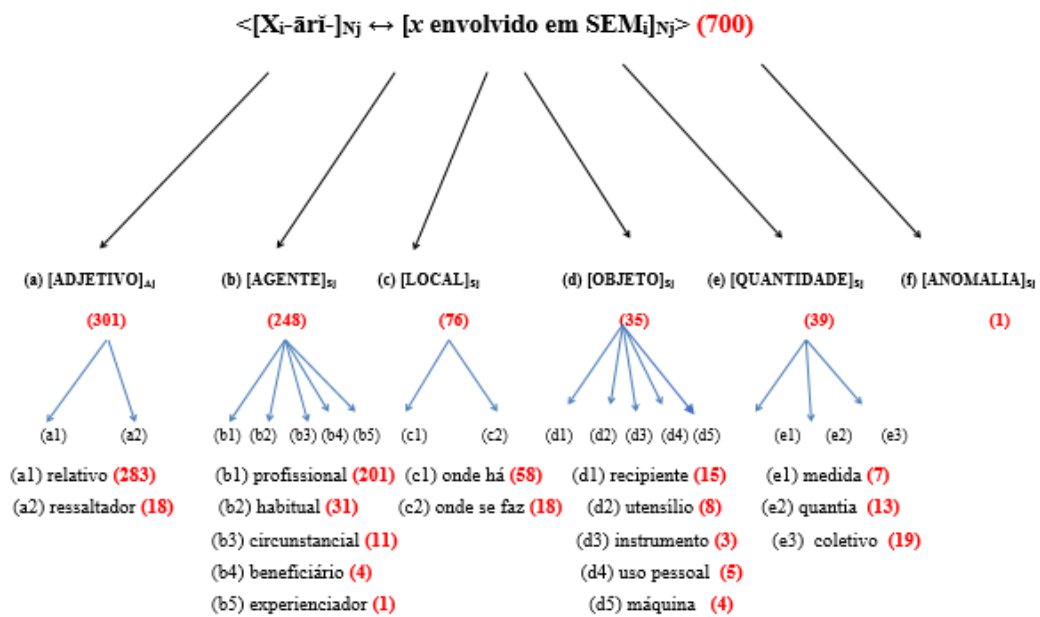 <[Xi-ārĭ-]Nj ↔ [x envolvido em SEMi]Nj> (700)
(a) [ADJETIVO]Aj (b) [AGENTE]Sj (c) [LOCAL]Sj (d) [OBJETO]Sj (e) [QUANTIDADE]Sj (f) [ANOMALIA]Sj
(301) (248) (76) (35) (39) (1)
(a1) (a2) (b1) (b2) (b3) (b4) (b5) (c1) (c2) (d1) (d2) (d3) (d4) (d5) (e1) (e2) (e3)
(a1) relativo (283) (b1) profissional (201) (c1) onde há (58) (d1) recipiente (15) (e1) medida (7)
(a2) ressaltador (18) (b2) habitual (31) (c2) onde se faz (18) (d2) utensílio (8) (e2) quantia (13)
(b3) circunstancial (11) (d3) instrumento (3) (e3) coletivo (19)
(b4) beneficiário (4) (d4) uso pessoal (5)
(b5) experienciador (1) (d5) máquina (4)